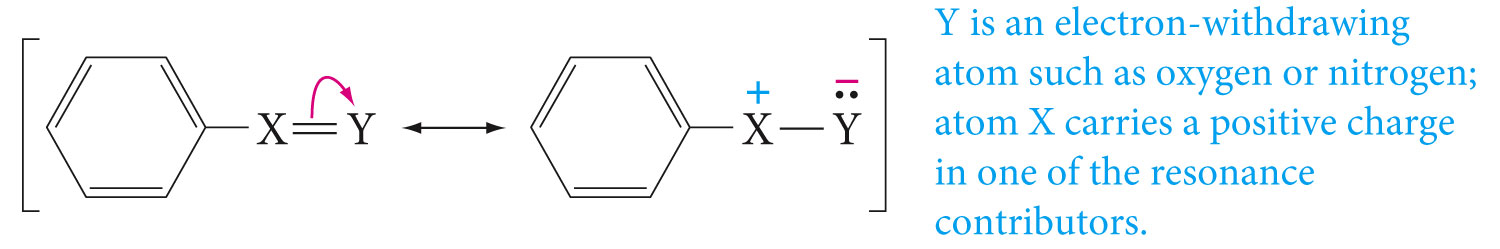 X=Y ↔ X—Y
+ −
Y is an electron-withdrawing
atom such as oxygen or nitrogen;
atom X carries a positive charge
in one of the resonance
contributors.